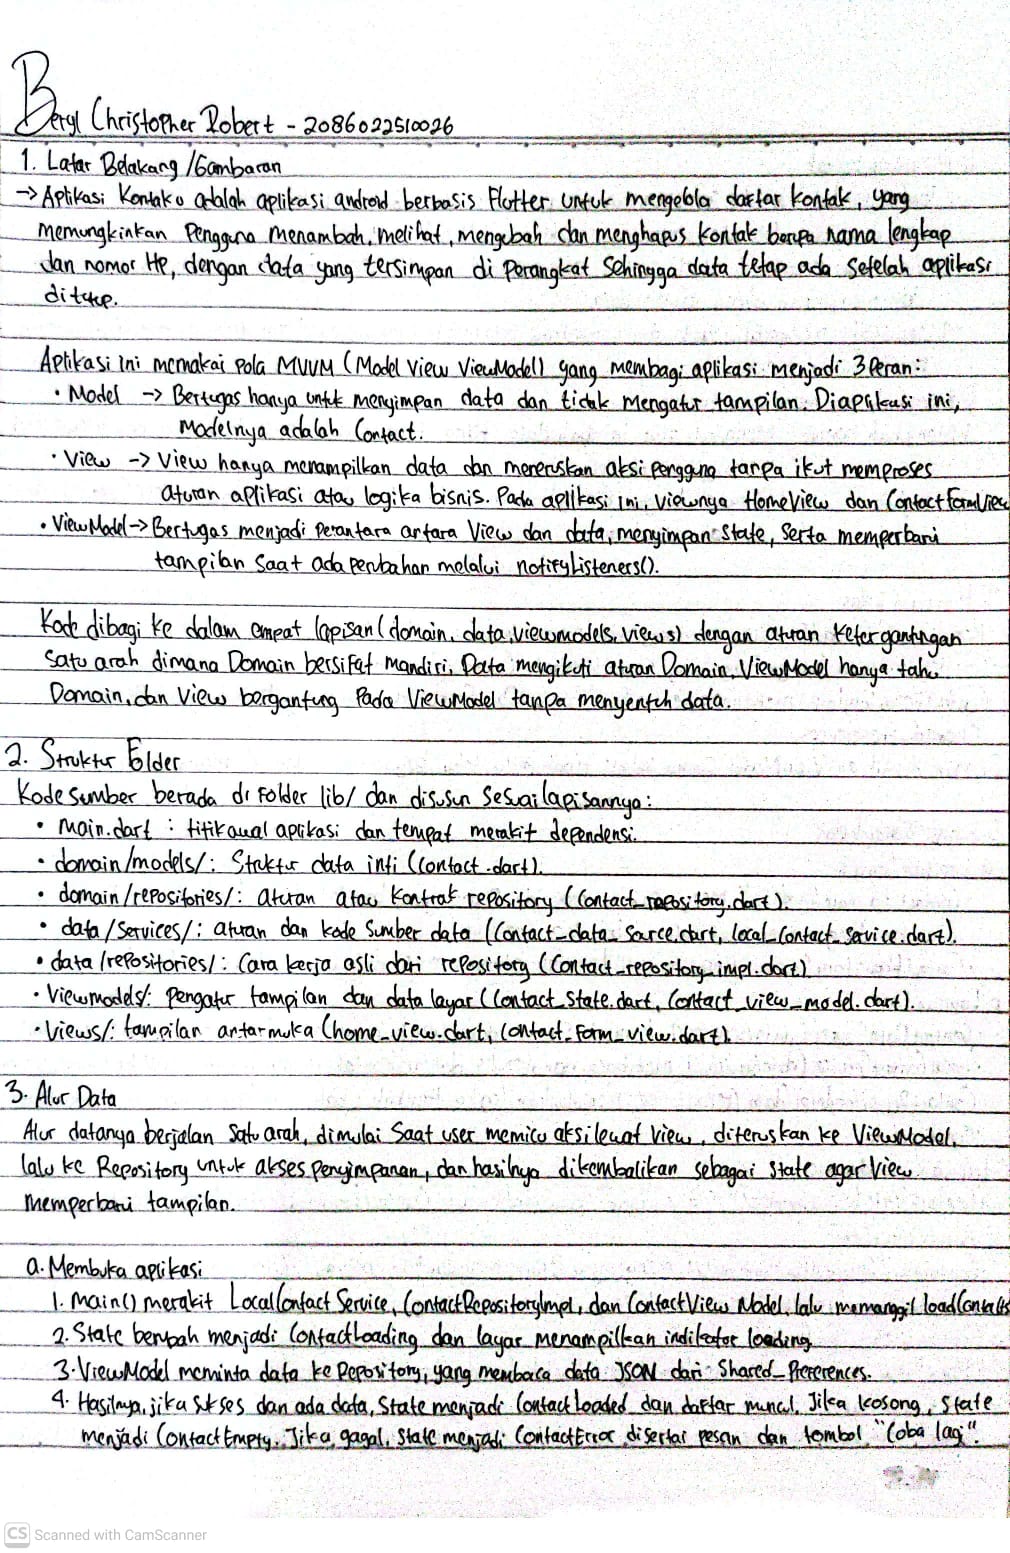 Beryl Christopher Robert - 2086022510026
1. Latar Belakang /Gambaran
→ Aplikasi Kontaku adalah aplikasi android berbasis Flutter untuk mengelola daftar kontak, yang
memungkinkan Pengguna menambah, melihat, mengubah dan menghapus kontak berupa nama lengkap
dan nomor HP, dengan data yang tersimpan di perangkat sehingga data tetap ada setelah aplikasi
ditutup.
Aplikasi ini memakai pola MVVM (Model View ViewModel) yang membagi aplikasi menjadi 3 Peran:
• Model → Bertugas hanya untuk menyimpan data dan tidak mengatur tampilan. Diaplikasi ini,
Modelnya adalah Contact.
• View → View hanya menampilkan data dan meneruskan aksi pengguna tanpa ikut memproses
aturan aplikasi atau logika bisnis. Pada aplikasi ini, viewnya HomeView dan ContactFormView
• ViewModel → Bertugas menjadi Perantara antara View dan data, menyimpan state, serta memperbarui
tampilan saat ada perubahan melalui notifyListeners().
Kode dibagi ke dalam empat lapisan (domain, data, viewmodels, views) dengan aturan ketergantungan
satu arah dimana Domain bersifat mandiri, Data mengikuti aturan Domain, ViewModel hanya tahu
Domain, dan View bergantung Pada ViewModel tanpa menyentuh data.
2. Struktur Folder
Kode sumber berada di folder lib/ dan disusun sesuai lapisannya:
• main.dart : titik awal aplikasi dan tempat merakit dependensi.
• domain/models/: Struktur data inti (contact.dart).
• domain/repositories/: aturan atau kontrak repository (contact_repository.dart).
• data/services/: aturan dan kode sumber data (contact_data_source.dart, local_contact_service.dart).
• data/repositories/: Cara kerja asli dari repository (contact_repository_impl.dart)
• Viewmodels/: pengatur tampilan dan data layar (contact_state.dart, contact_view_model.dart).
• Views/: tampilan antarmuka (home_view.dart, contact_form_view.dart).
3. Alur Data
Alur datanya berjalan satu arah, dimulai saat user memicu aksi lewat view, diteruskan ke ViewModel,
lalu ke Repository untuk akses penyimpanan, dan hasilnya dikembalikan sebagai state agar View
memperbarui tampilan.
a. Membuka aplikasi
1. Main() merakit LocalContactService, ContactRepositoryImpl, dan ContactViewModel, lalu memanggil loadContacts
2. State berubah menjadi ContactLoading dan layar menampilkan indikator loading
3. ViewModel meminta data ke Repository, yang membaca data JSON dari Shared_Preferences.
4. Hasilnya, jika sukses dan ada data, State menjadi ContactLoaded dan daftar muncul. Jika kosong, state
menjadi ContactEmpty. Jika gagal, state menjadi ContactError disertai pesan dan tombol "Coba lagi".
CS Scanned with CamScanner